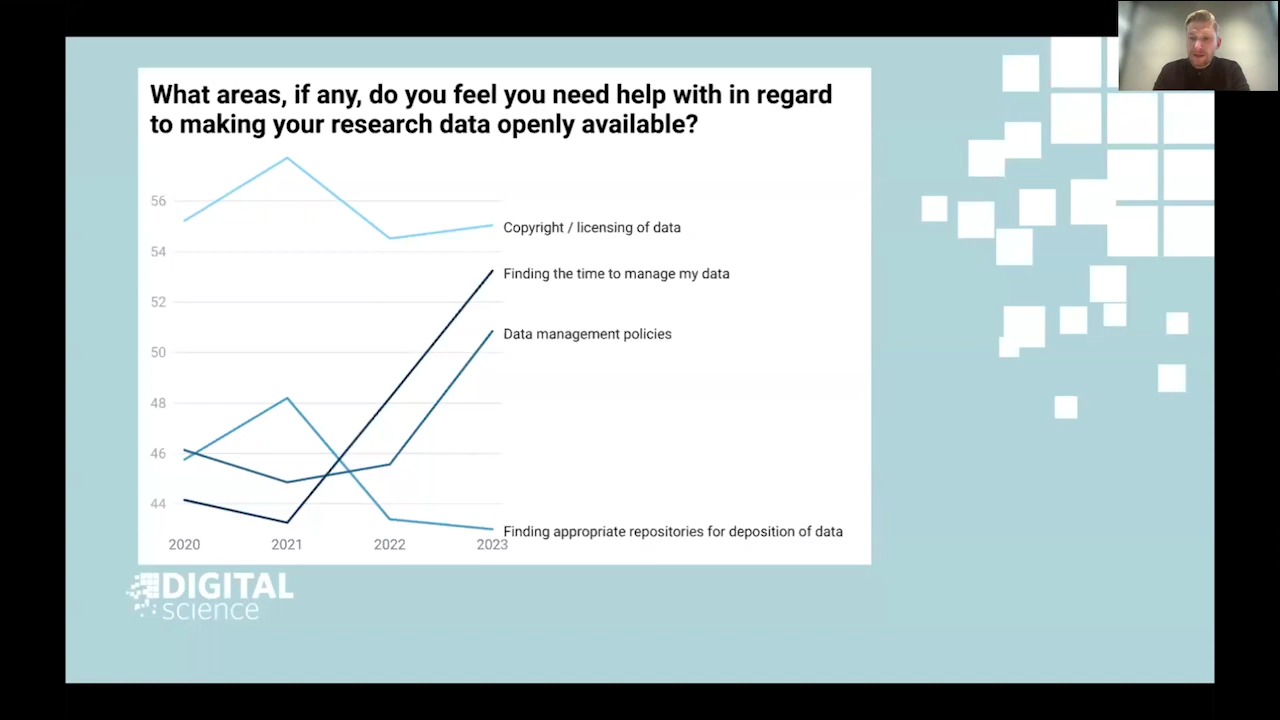 What areas, if any, do you feel you need help with in regard
to making your research data openly available?
56
54
52
50
48
46
44
Copyright / licensing of data
Finding the time to manage my data
Data management policies
Finding appropriate repositories for deposition of data
2020 2021 2022 2023
DIGITAL
science